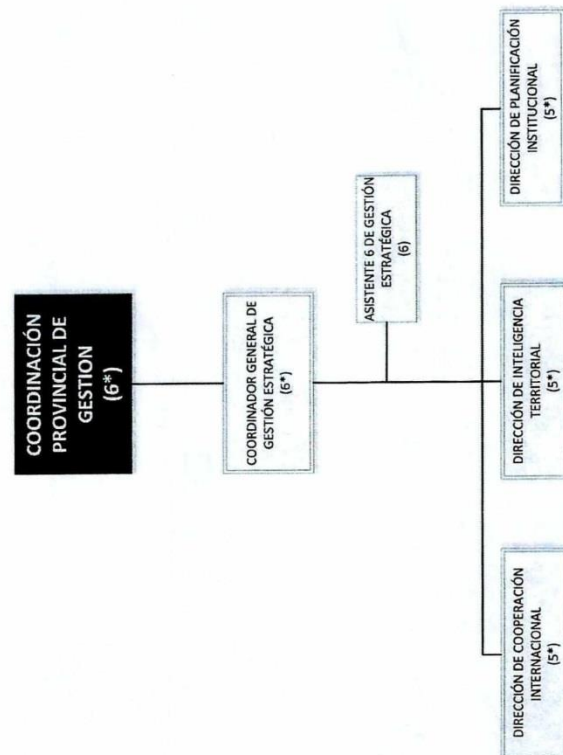 COORDINACIÓN
PROVINCIAL DE
GESTION
(6*)
COORDINADOR GENERAL DE
GESTIÓN ESTRATÉGICA
(6*)
ASISTENTE 6 DE GESTIÓN
ESTRATÉGICA
(6)
DIRECCIÓN DE COOPERACIÓN
INTERNACIONAL
(5*)
DIRECCIÓN DE INTELIGENCIA
TERRITORIAL
(5*)
DIRECCIÓN DE PLANIFICACIÓN
INSTITUCIONAL
(5*)